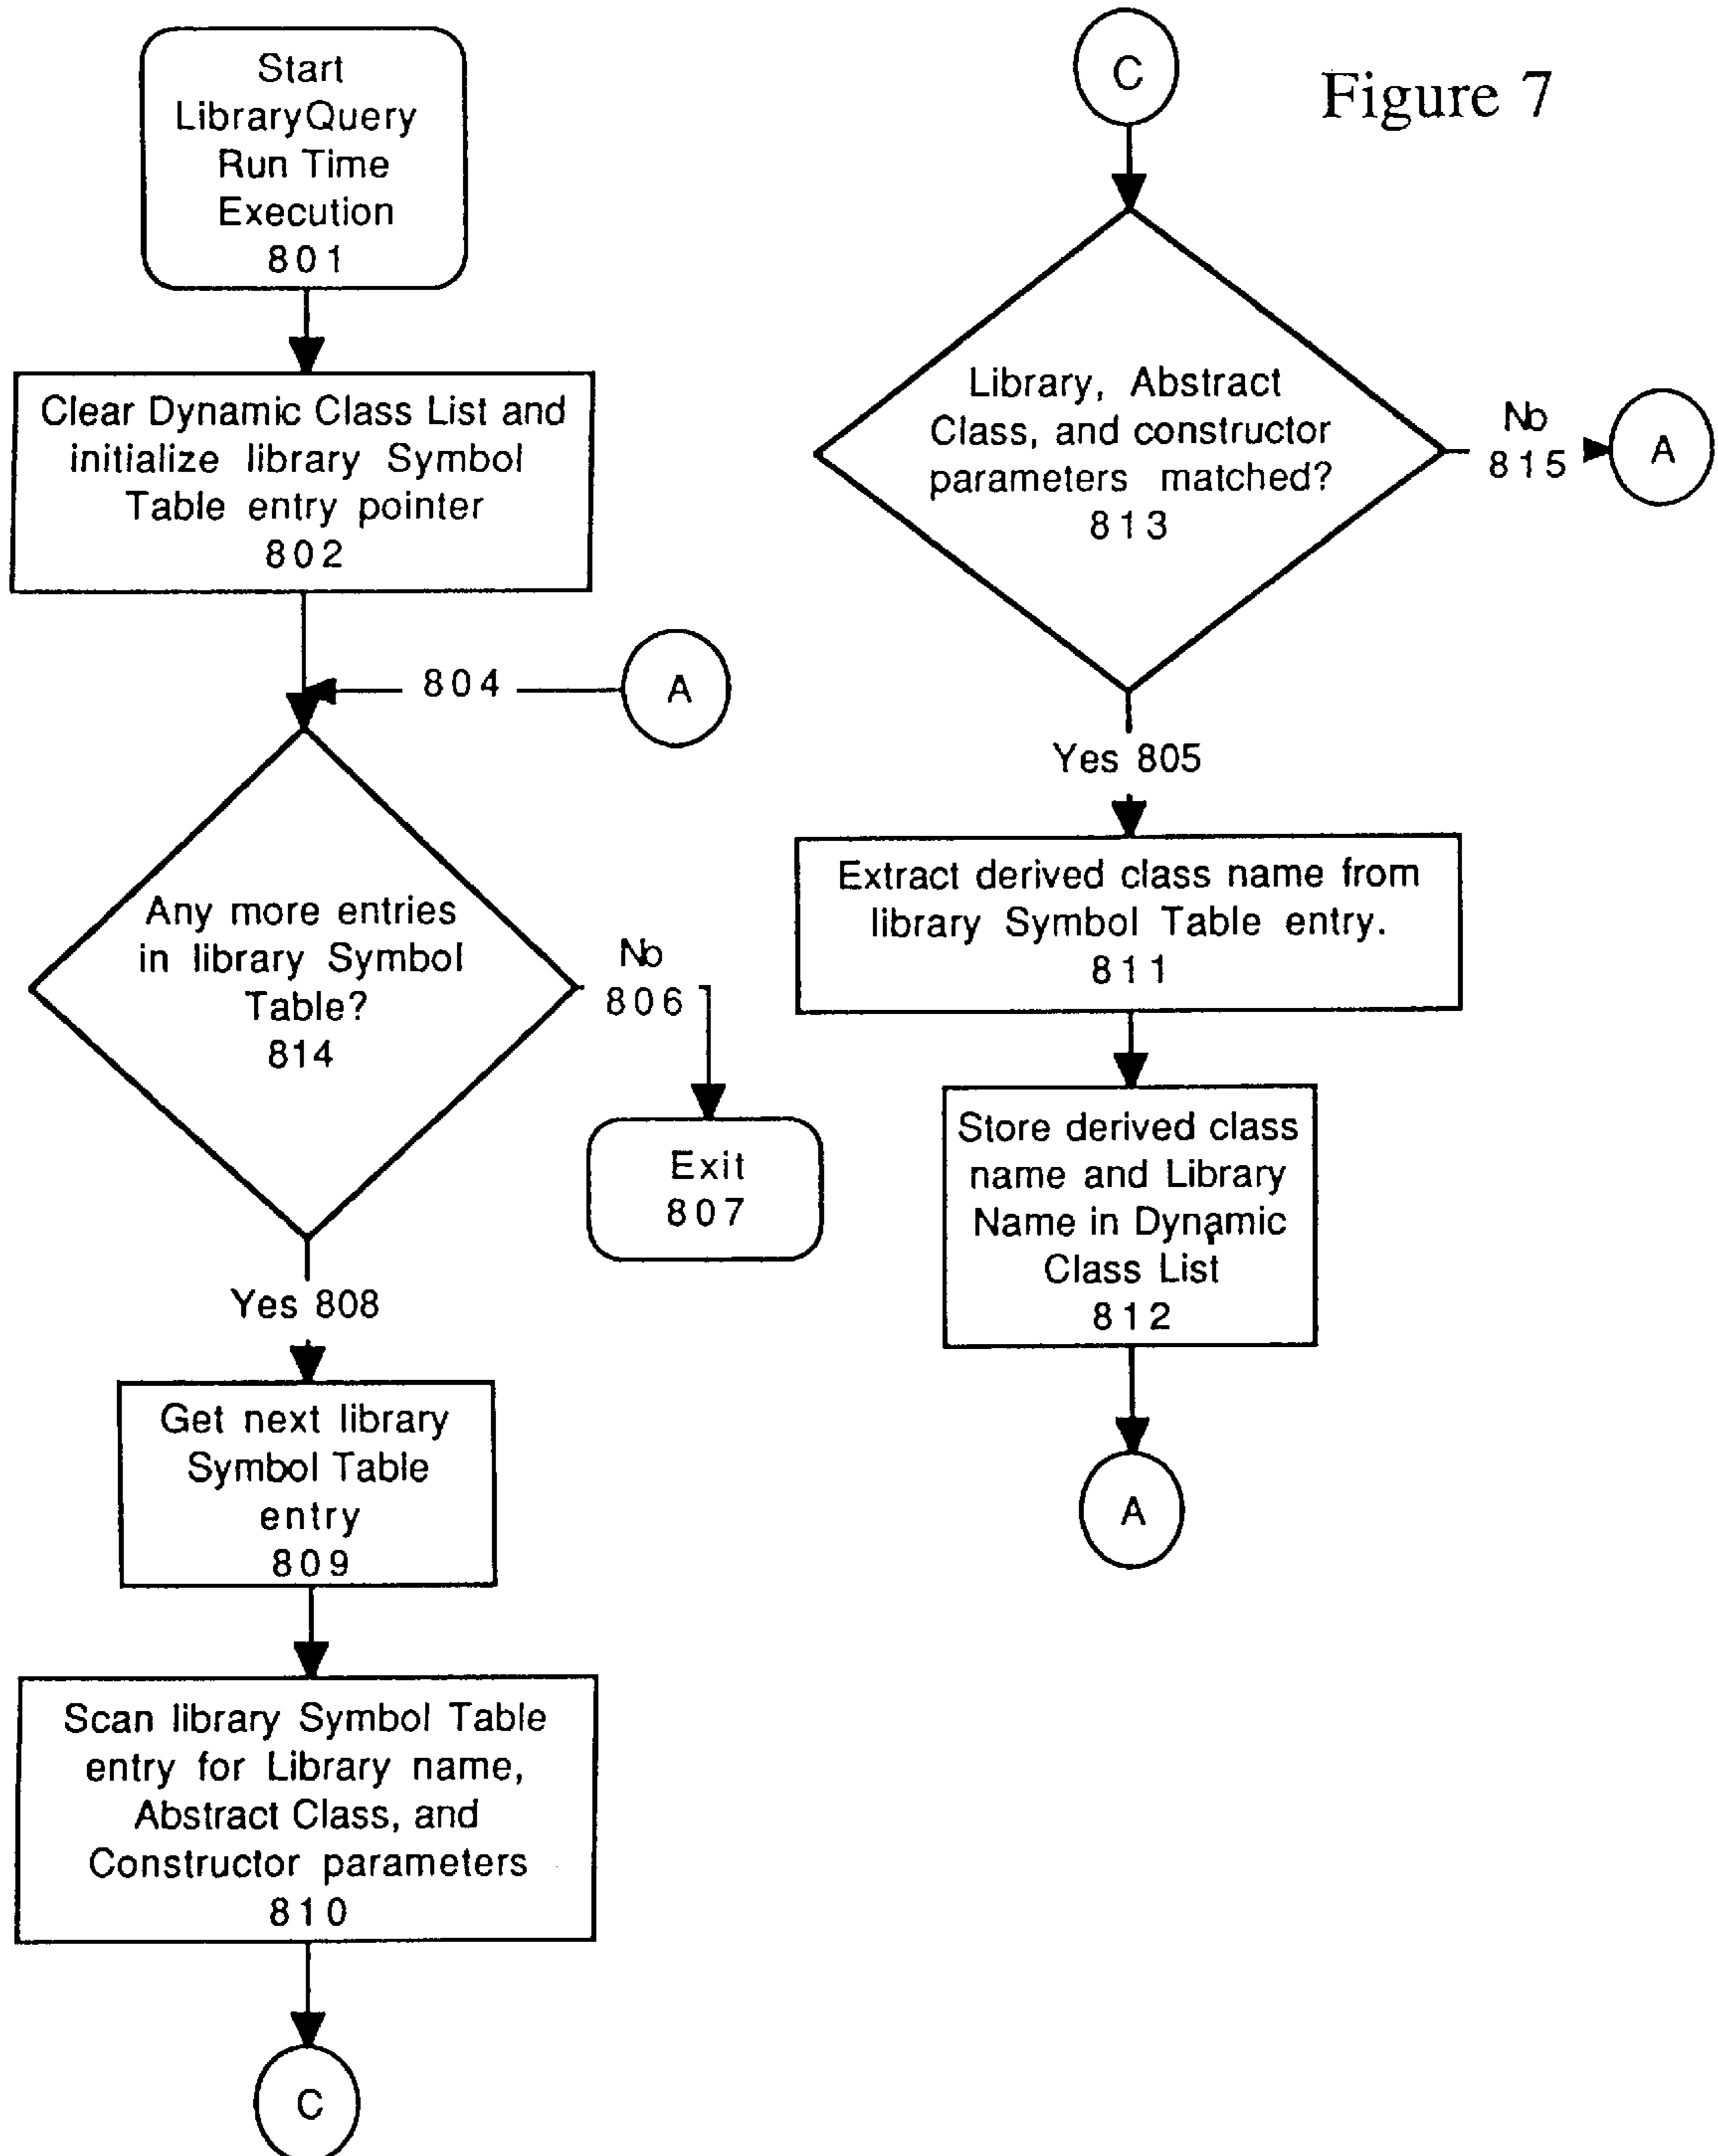 Start
LibraryQuery
Run Time
Execution
801
Clear Dynamic Class List and
initialize library Symbol
Table entry pointer
802
804
A
Any more entries
in library Symbol
Table?
814
No
806
Exit
807
Yes 808
Get next library
Symbol Table
entry
809
Scan library Symbol Table
entry for Library name,
Abstract Class, and
Constructor parameters
810
C
Figure 7
C
Library, Abstract
Class, and constructor
parameters matched?
813
No
815
A
Yes 805
Extract derived class name from
library Symbol Table entry.
811
Store derived class
name and Library
Name in Dynamic
Class List
812
A